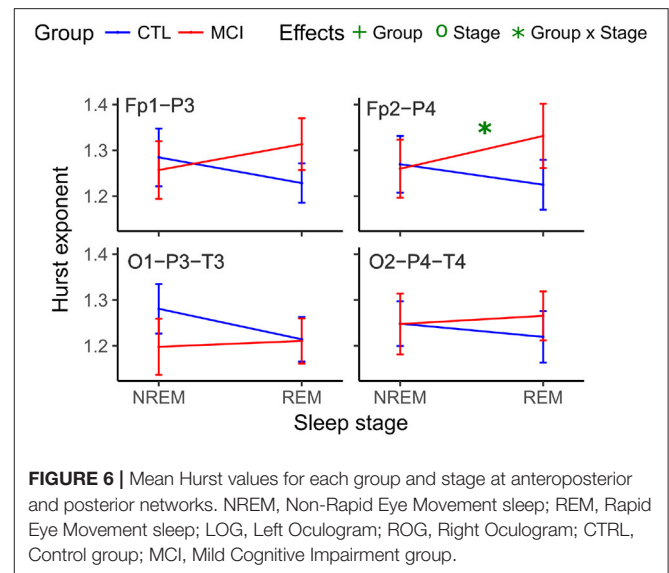 Group CTL MCI Effects + Group o Stage * Group x Stage
Fp1−P3 Fp2−P4
1.4
1.3
1.2
*
O1−P3−T3 O2−P4−T4
1.4
1.3
1.2
Hurst exponent
NREM REM NREM REM
Sleep stage
FIGURE 6 | Mean Hurst values for each group and stage at anteroposterior
and posterior networks. NREM, Non-Rapid Eye Movement sleep; REM, Rapid
Eye Movement sleep; LOG, Left Oculogram; ROG, Right Oculogram; CTRL,
Control group; MCI, Mild Cognitive Impairment group.